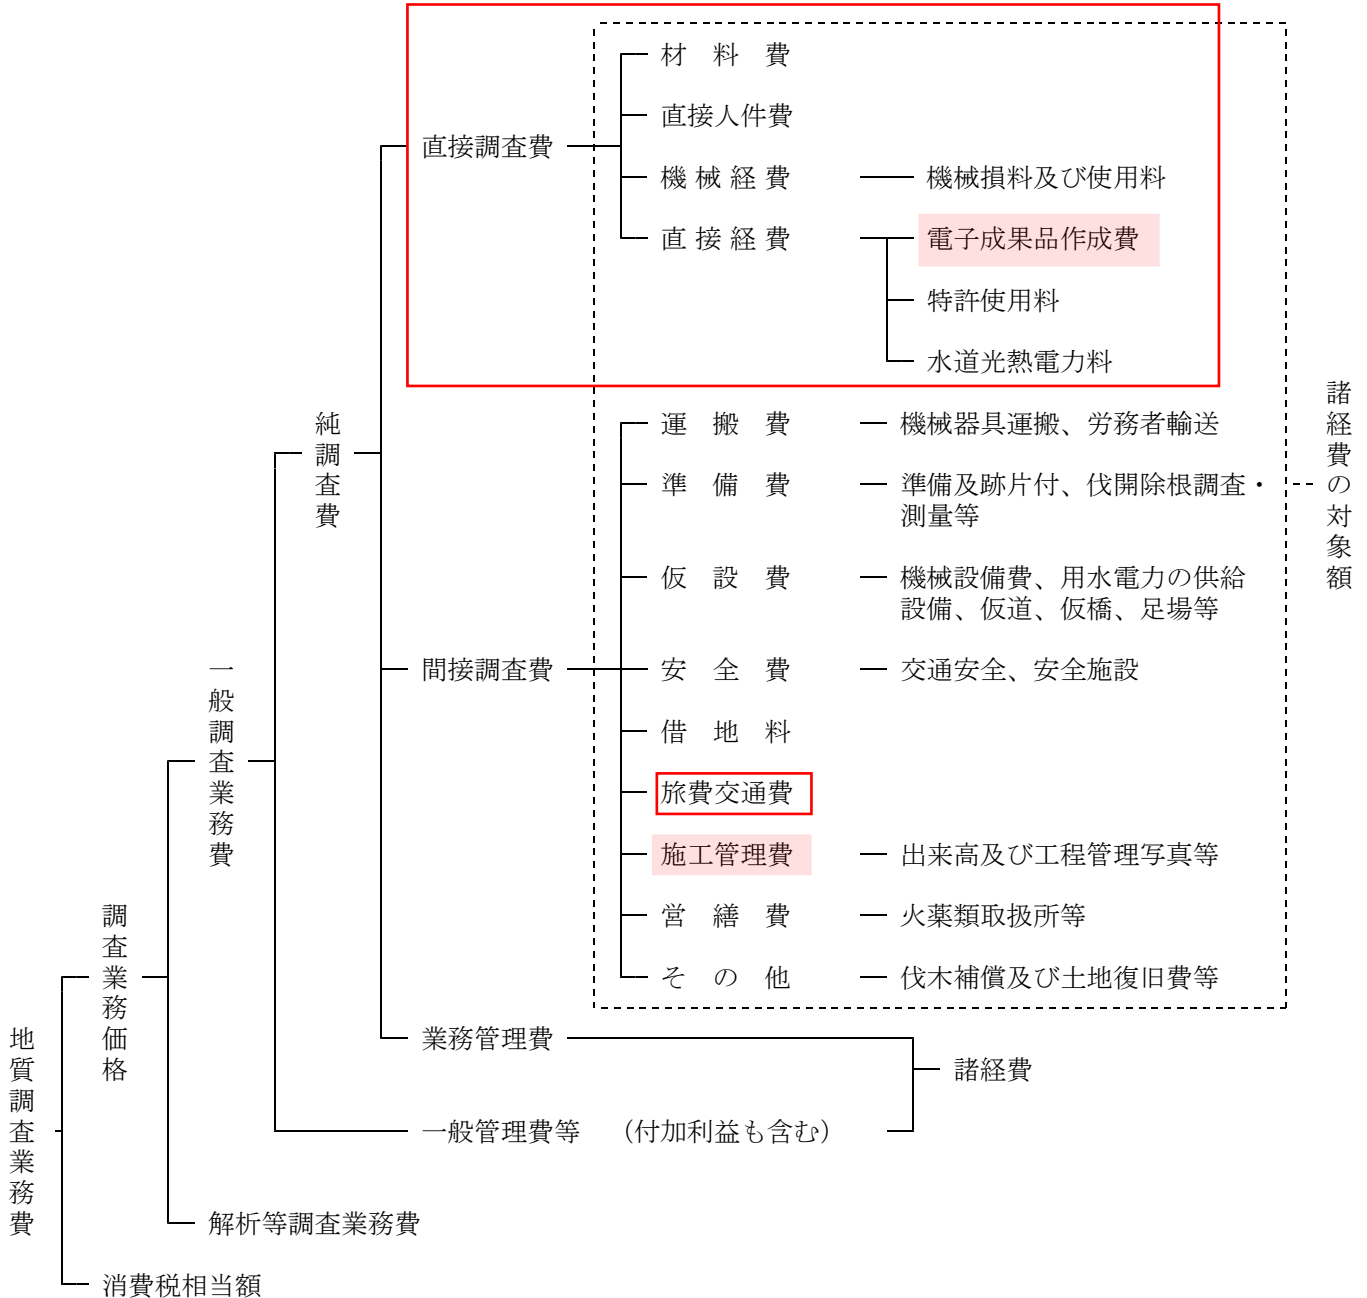 材　料　費
直接人件費
直接調査費
機 械 経 費
機械損料及び使用料
直 接 経 費
電子成果品作成費
特許使用料
水道光熱電力料
諸経費の対象額
純調査費
運　搬　費
機械器具運搬、労務者輸送
準　備　費
準備及跡片付、伐開除根調査・
測量等
仮　設　費
機械設備費、用水電力の供給
設備、仮道、仮橋、足場等
一般調査業務費
間接調査費
安　全　費
交通安全、安全施設
借　地　料
旅費交通費
施工管理費
出来高及び工程管理写真等
調査業務価格
営　繕　費
火薬類取扱所等
そ　の　他
伐木補償及び土地復旧費等
地質調査業務費
業務管理費
諸経費
一般管理費等　（付加利益も含む）
解析等調査業務費
消費税相当額